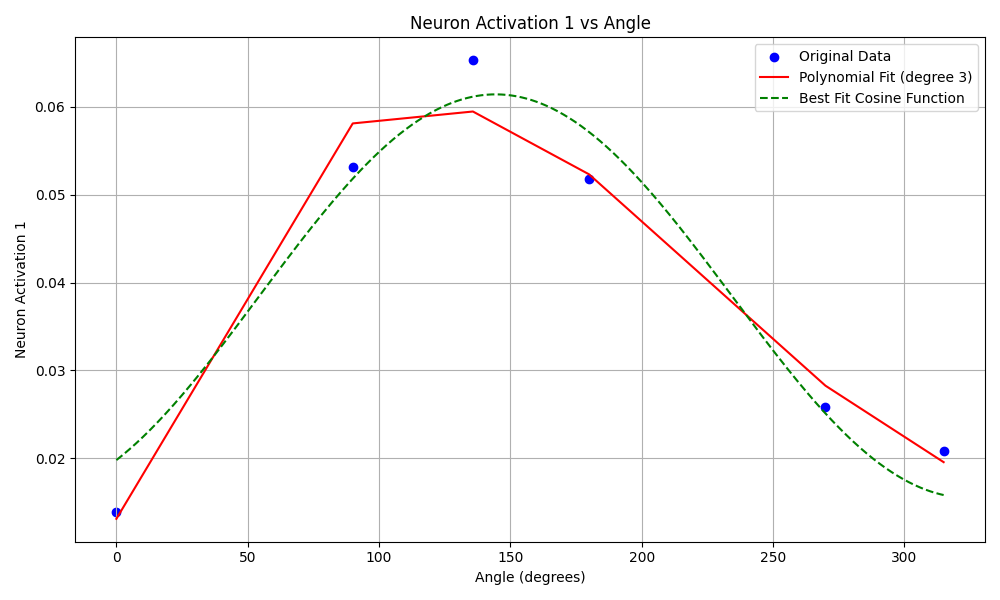 Neuron Activation 1 vs Angle
Original Data
Polynomial Fit (degree 3)
Best Fit Cosine Function
Neuron Activation 1
0.06
0.05
0.04
0.03
0.02
0 50 100 150 200 250 300
Angle (degrees)